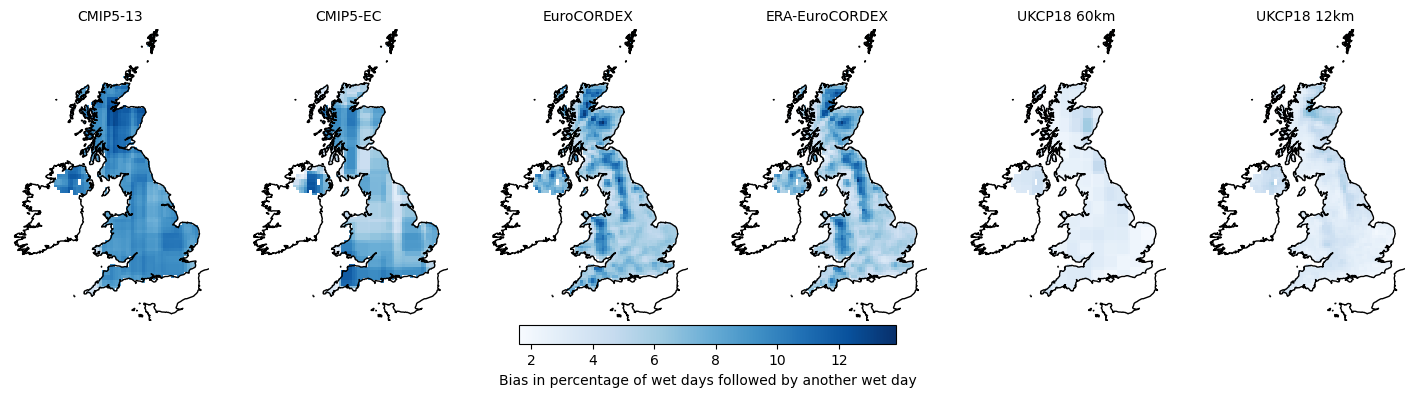 CMIP5-13 CMIP5-EC EuroCORDEX ERA-EuroCORDEX UKCP18 60km UKCP18 12km
2 4 6 8 10 12
Bias in percentage of wet days followed by another wet day